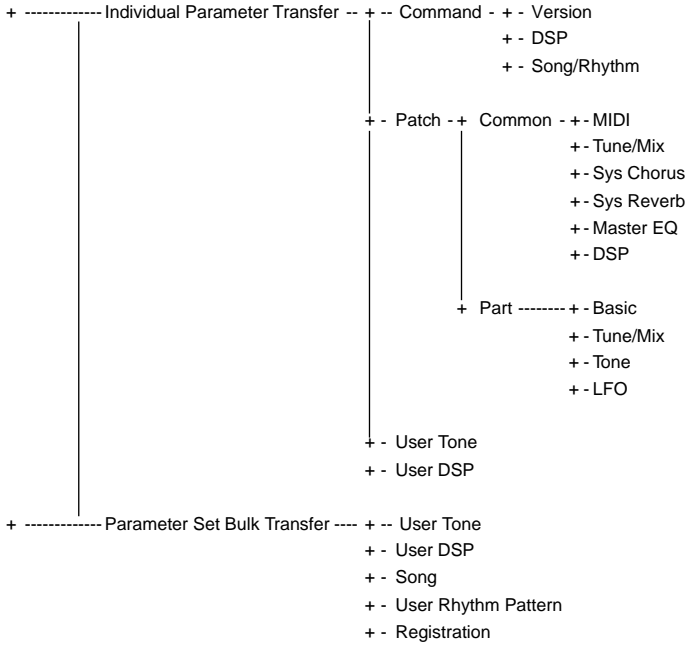 + ------------- Individual Parameter Transfer -- + -- Command - + - Version
+ - DSP
+ - Song/Rhythm
+ - Patch - + Common - + - MIDI
+ - Tune/Mix
+ - Sys Chorus
+ - Sys Reverb
+ - Master EQ
+ - DSP
+ Part -------- + - Basic
+ - Tune/Mix
+ - Tone
+ - LFO
+ - User Tone
+ - User DSP
+ ------------- Parameter Set Bulk Transfer ---- + -- User Tone
+ - User DSP
+ - Song
+ - User Rhythm Pattern
+ - Registration